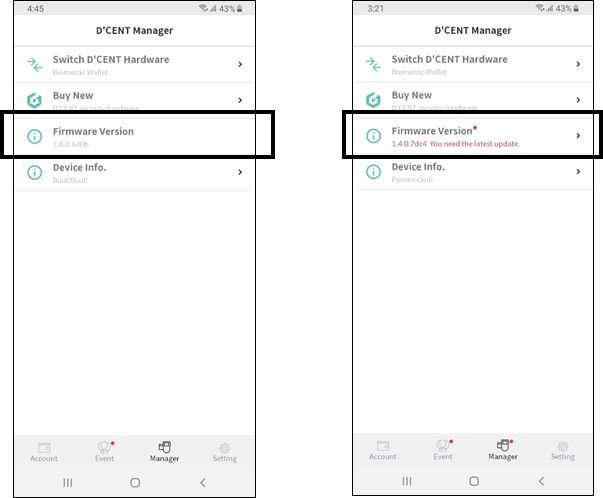 4:45 43%
D'CENT Manager
Switch D'CENT Hardware
Biometric Wallet
Buy New
D'CENT security hardware
Firmware Version
1.8.0.640b
Device Info.
BuidlBuidl
Account Event Manager Setting
3:21 43%
D'CENT Manager
Switch D'CENT Hardware
Biometric Wallet
Buy New
D'CENT security hardware
Firmware Version
1.4.0.7dc4 You need the latest update.
Device Info.
ParomixSub
Account Event Manager Setting